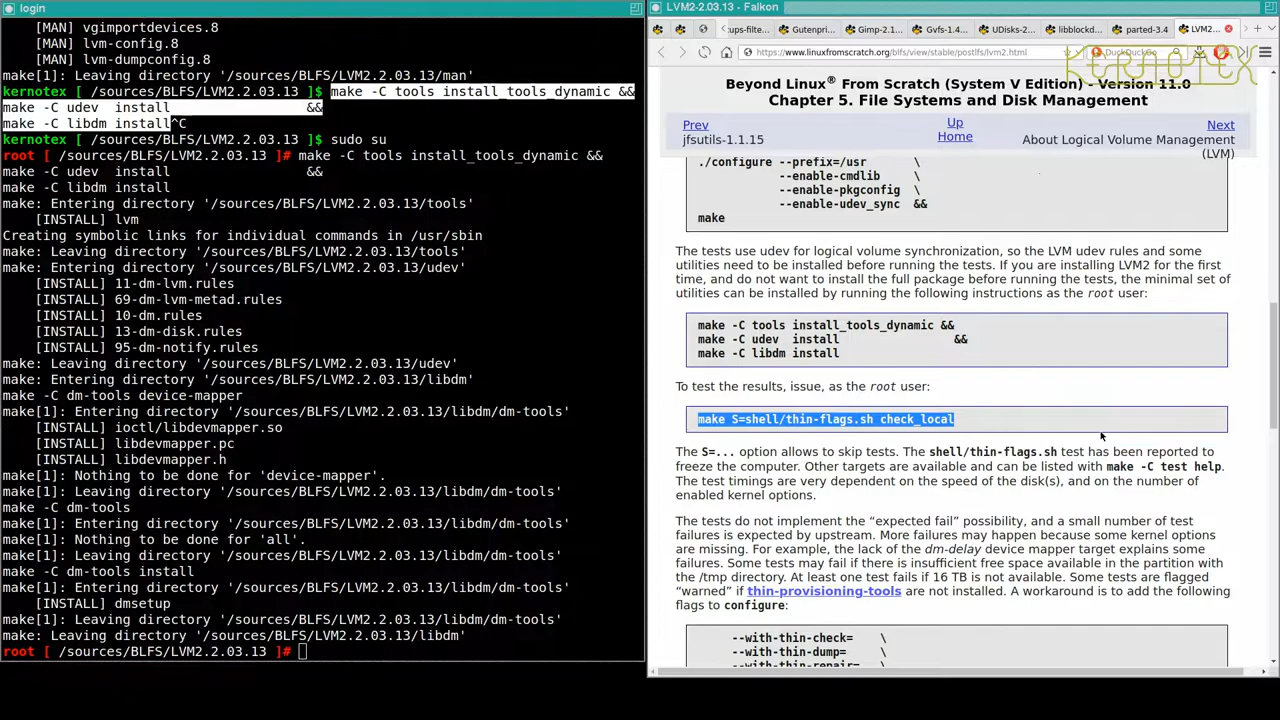 login
[MAN] vgimportdevices.8
[MAN] lvm-config.8
[MAN] lvm-dumpconfig.8
make[1]: Leaving directory '/sources/BLFS/LVM2.2.03.13/man'
kernotex [ /sources/BLFS/LVM2.2.03.13 ]$ make -C tools install_tools_dynamic &&
make -C udev  install                 &&
make -C libdm install^C
kernotex [ /sources/BLFS/LVM2.2.03.13 ]$ sudo su
root [ /sources/BLFS/LVM2.2.03.13 ]# make -C tools install_tools_dynamic &&
make -C udev  install                 &&
make -C libdm install
make: Entering directory '/sources/BLFS/LVM2.2.03.13/tools'
[INSTALL] lvm
Creating symbolic links for individual commands in /usr/sbin
make: Leaving directory '/sources/BLFS/LVM2.2.03.13/tools'
make: Entering directory '/sources/BLFS/LVM2.2.03.13/udev'
[INSTALL] 11-dm-lvm.rules
[INSTALL] 69-dm-lvm-metad.rules
[INSTALL] 10-dm.rules
[INSTALL] 13-dm-disk.rules
[INSTALL] 95-dm-notify.rules
make: Leaving directory '/sources/BLFS/LVM2.2.03.13/udev'
make: Entering directory '/sources/BLFS/LVM2.2.03.13/libdm'
make -C dm-tools device-mapper
make[1]: Entering directory '/sources/BLFS/LVM2.2.03.13/libdm/dm-tools'
[INSTALL] ioctl/libdevmapper.so
[INSTALL] libdevmapper.pc
[INSTALL] libdevmapper.h
make[1]: Nothing to be done for 'device-mapper'.
make[1]: Leaving directory '/sources/BLFS/LVM2.2.03.13/libdm/dm-tools'
make -C dm-tools
make[1]: Entering directory '/sources/BLFS/LVM2.2.03.13/libdm/dm-tools'
make[1]: Nothing to be done for 'all'.
make[1]: Leaving directory '/sources/BLFS/LVM2.2.03.13/libdm/dm-tools'
make -C dm-tools install
make[1]: Entering directory '/sources/BLFS/LVM2.2.03.13/libdm/dm-tools'
[INSTALL] dmsetup
make[1]: Leaving directory '/sources/BLFS/LVM2.2.03.13/libdm/dm-tools'
make: Leaving directory '/sources/BLFS/LVM2.2.03.13/libdm'
root [ /sources/BLFS/LVM2.2.03.13 ]#
LVM2-2.03.13 - Falkon
:ups-filte... Gutenpri... Gimp-2.1... Gvfs-1.4... UDisks-2... libblockd... parted-3.4 LVM2...
https://www.linuxfromscratch.org/blfs/view/stable/postlfs/lvm2.html DuckDuckGo
KERNOTEX
Beyond Linux® From Scratch (System V Edition) - Version 11.0
Chapter 5. File Systems and Disk Management
Prev Up Next
jfsutils-1.1.15 Home About Logical Volume Management
(LVM)
./configure --prefix=/usr       \
--enable-cmdlib     \
--enable-pkgconfig  \
--enable-udev_sync  &&
make
The tests use udev for logical volume synchronization, so the LVM udev rules and some
utilities need to be installed before running the tests. If you are installing LVM2 for the first
time, and do not want to install the full package before running the tests, the minimal set of
utilities can be installed by running the following instructions as the root user:
make -C tools install_tools_dynamic &&
make -C udev  install                 &&
make -C libdm install
To test the results, issue, as the root user:
make S=shell/thin-flags.sh check_local
The S=... option allows to skip tests. The shell/thin-flags.sh test has been reported to
freeze the computer. Other targets are available and can be listed with make -C test help.
The test timings are very dependent on the speed of the disk(s), and on the number of
enabled kernel options.
The tests do not implement the “expected fail” possibility, and a small number of test
failures is expected by upstream. More failures may happen because some kernel options
are missing. For example, the lack of the dm-delay device mapper target explains some
failures. Some tests may fail if there is insufficient free space available in the partition with
the /tmp directory. At least one test fails if 16 TB is not available. Some tests are flagged
“warned” if thin-provisioning-tools are not installed. A workaround is to add the following
flags to configure:
--with-thin-check=    \
--with-thin-dump=     \
--with-thin-repair=   \